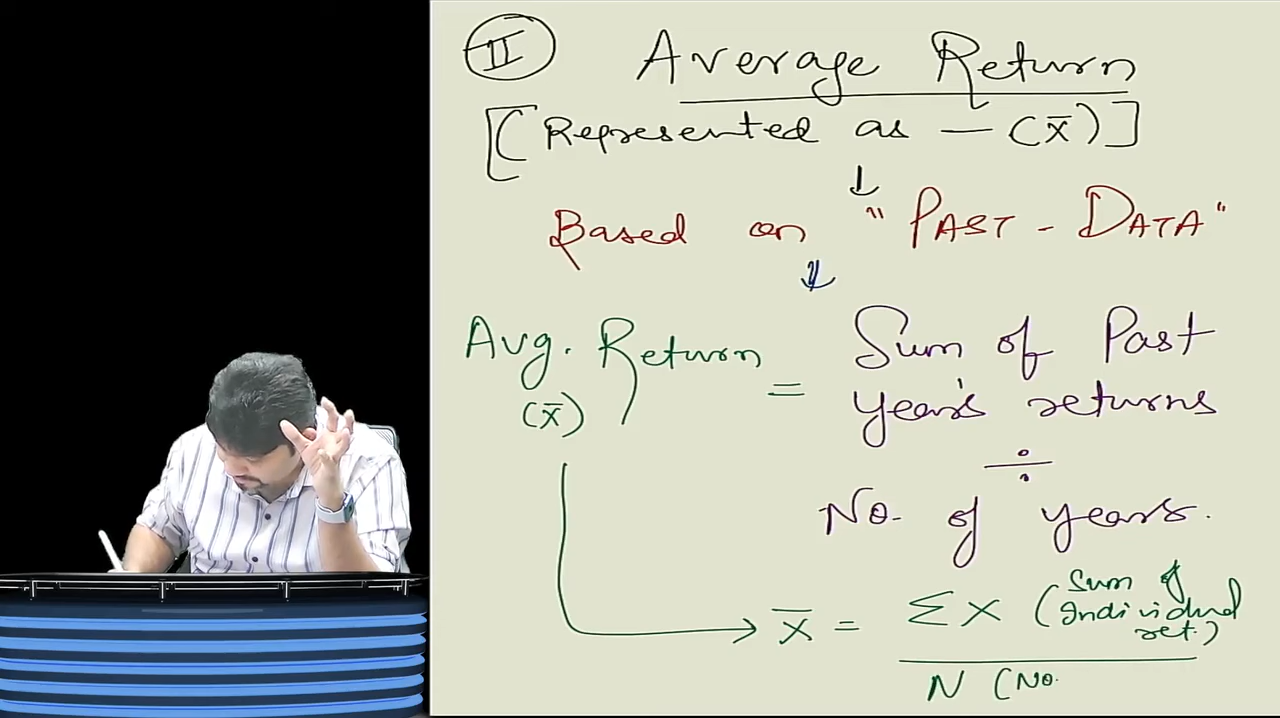 II Average Return
[(Represented as — (x̄)]
↓
Based on "PAST - DATA"
↓
Avg. Return (x̄) = Sum of Past
year's returns
÷
No. of years.
→ x̄ = Σx (Sum of
Individual
ret.)
N (No.